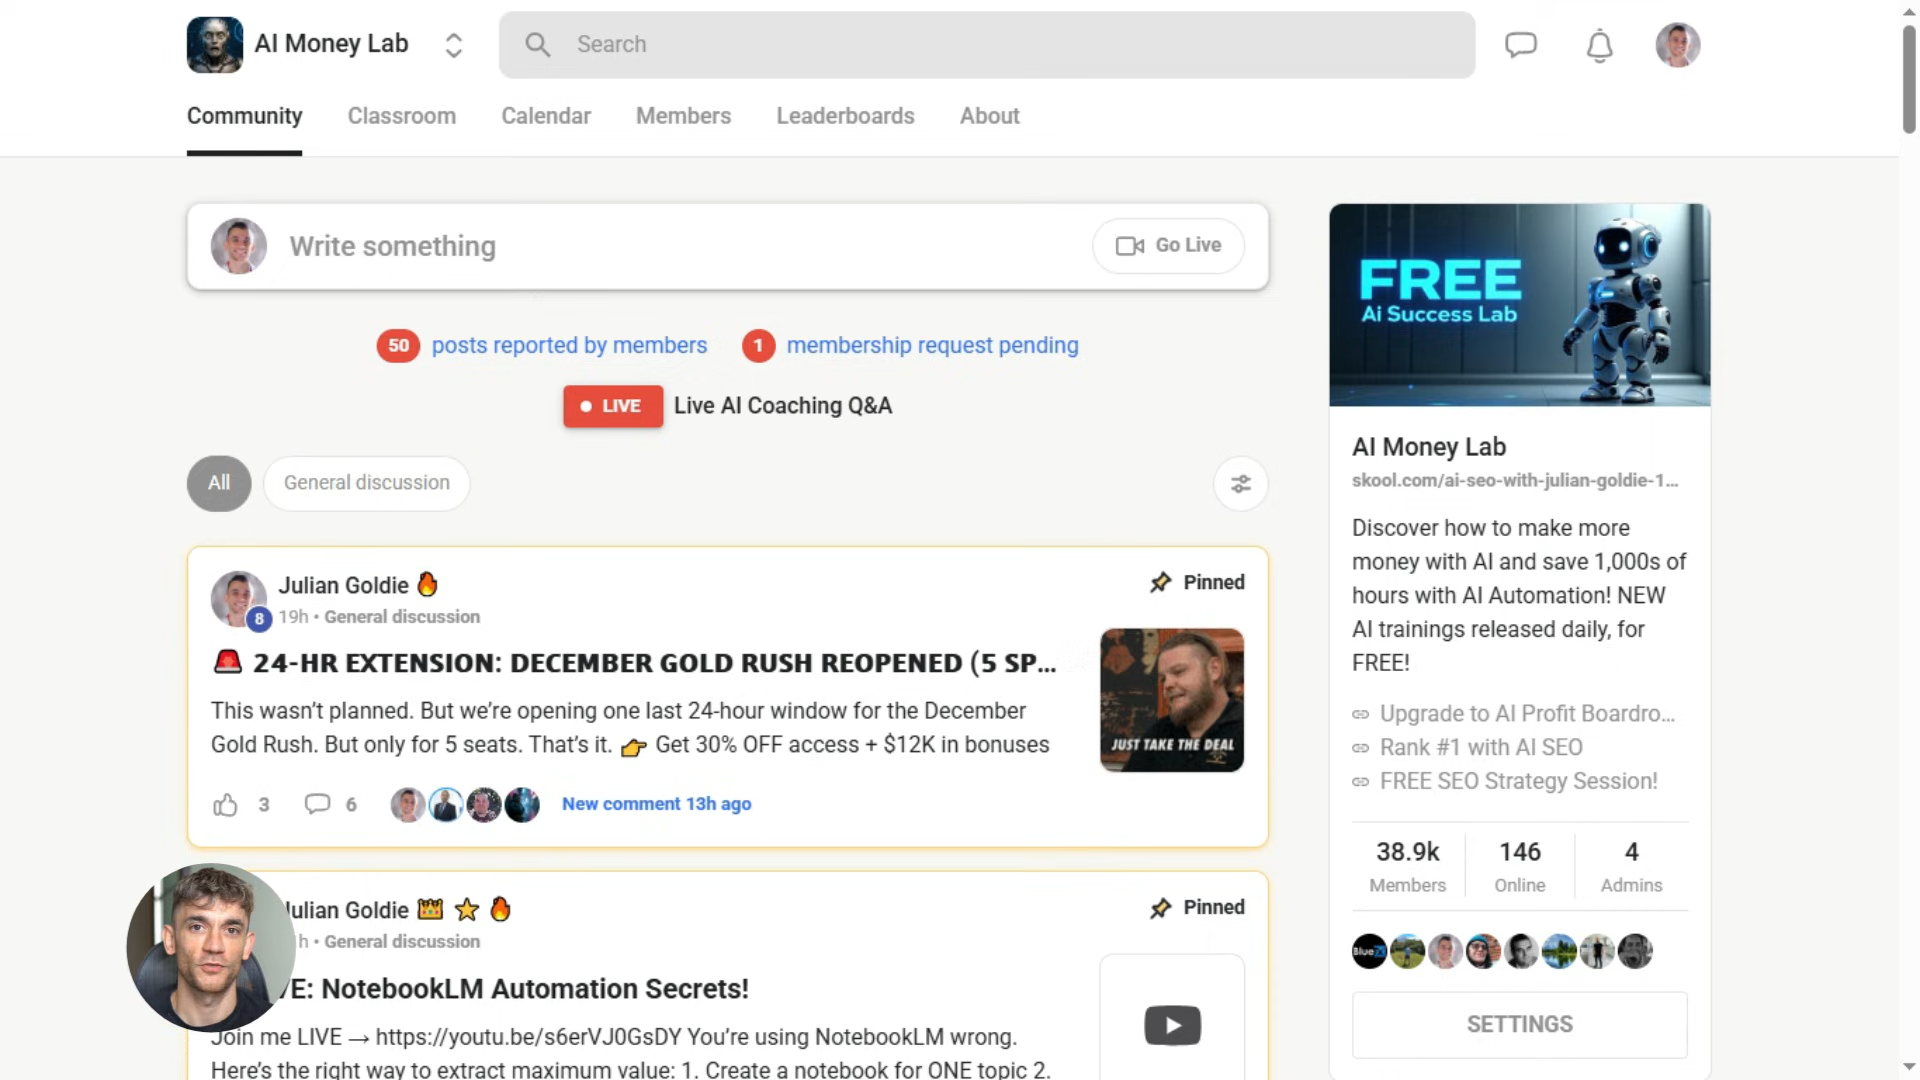 AI Money Lab
Search
Community
Classroom
Calendar
Members
Leaderboards
About
Write something
Go Live
50 posts reported by members
1 membership request pending
LIVE Live AI Coaching Q&A
All
General discussion
Julian Goldie 🔥
8
19h • General discussion
Pinned
🚨 24-HR EXTENSION: DECEMBER GOLD RUSH REOPENED (5 SP...
This wasn’t planned. But we’re opening one last 24-hour window for the December
Gold Rush. But only for 5 seats. That’s it. 👉 Get 30% OFF access + $12K in bonuses
JUST TAKE THE DEAL
3
6
New comment 13h ago
ulian Goldie 👑 ⭐ 🔥
h • General discussion
Pinned
VE: NotebookLM Automation Secrets!
Join me LIVE → https://youtu.be/s6erVJ0GsDY You’re using NotebookLM wrong.
Here’s the right way to extract maximum value: 1. Create a notebook for ONE topic 2.
FREE
Ai Success Lab
AI Money Lab
skool.com/ai-seo-with-julian-goldie-1...
Discover how to make more
money with AI and save 1,000s of
hours with AI Automation! NEW
AI trainings released daily, for
FREE!
Upgrade to AI Profit Boardro...
Rank #1 with AI SEO
FREE SEO Strategy Session!
38.9k
Members
146
Online
4
Admins
SETTINGS